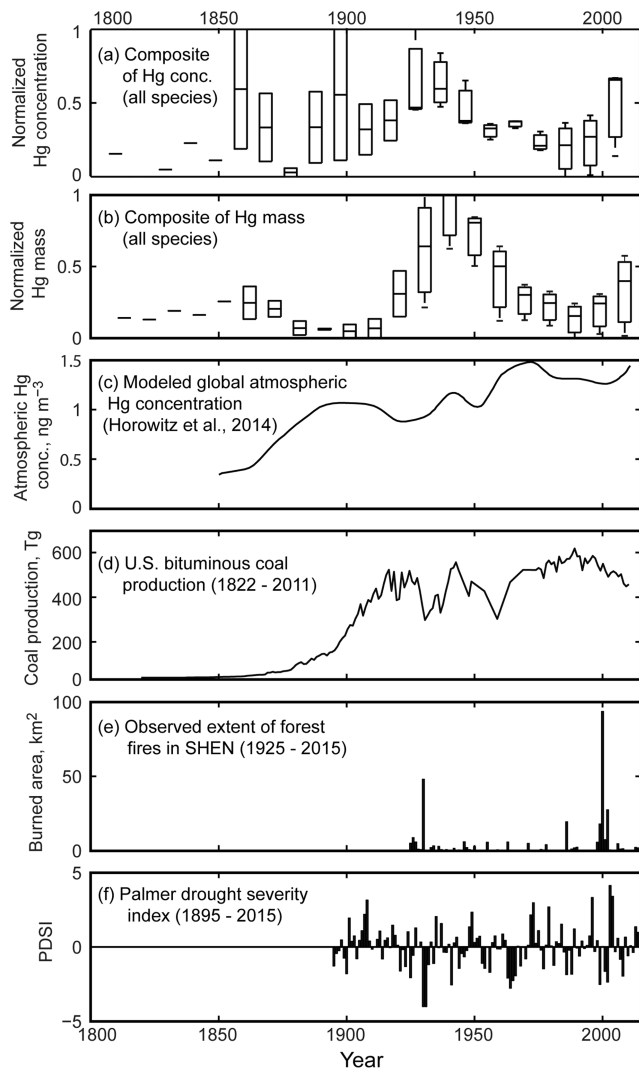 1800 1850 1900 1950 2000
1
(a) Composite
of Hg conc.
(all species)
0.5
0
Normalized
Hg concentration
1
(b) Composite of Hg mass
(all species)
0.5
0
Normalized
Hg mass
1.5
(c) Modeled global atmospheric
Hg concentration
(Horowitz et al., 2014)
1
0.5
0
Atmospheric Hg
conc., ng m−3
600
(d) U.S. bituminous coal
production (1822 - 2011)
400
200
0
Coal production, Tg
100
(e) Observed extent of forest
fires in SHEN (1925 - 2015)
50
0
Burned area, km2
5
(f) Palmer drought severity
index (1895 - 2015)
0
−5
PDSI
1800 1850 1900 1950 2000
Year